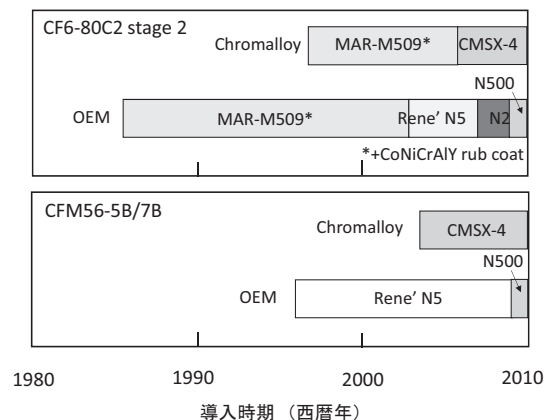 CF6-80C2 stage 2
Chromalloy MAR-M509* CMSX-4
N500
OEM MAR-M509* Rene’ N5 N2
*+CoNiCrAlY rub coat
CFM56-5B/7B
Chromalloy CMSX-4
N500
OEM Rene’ N5
1980 1990 2000 2010
導入時期 （西暦年）